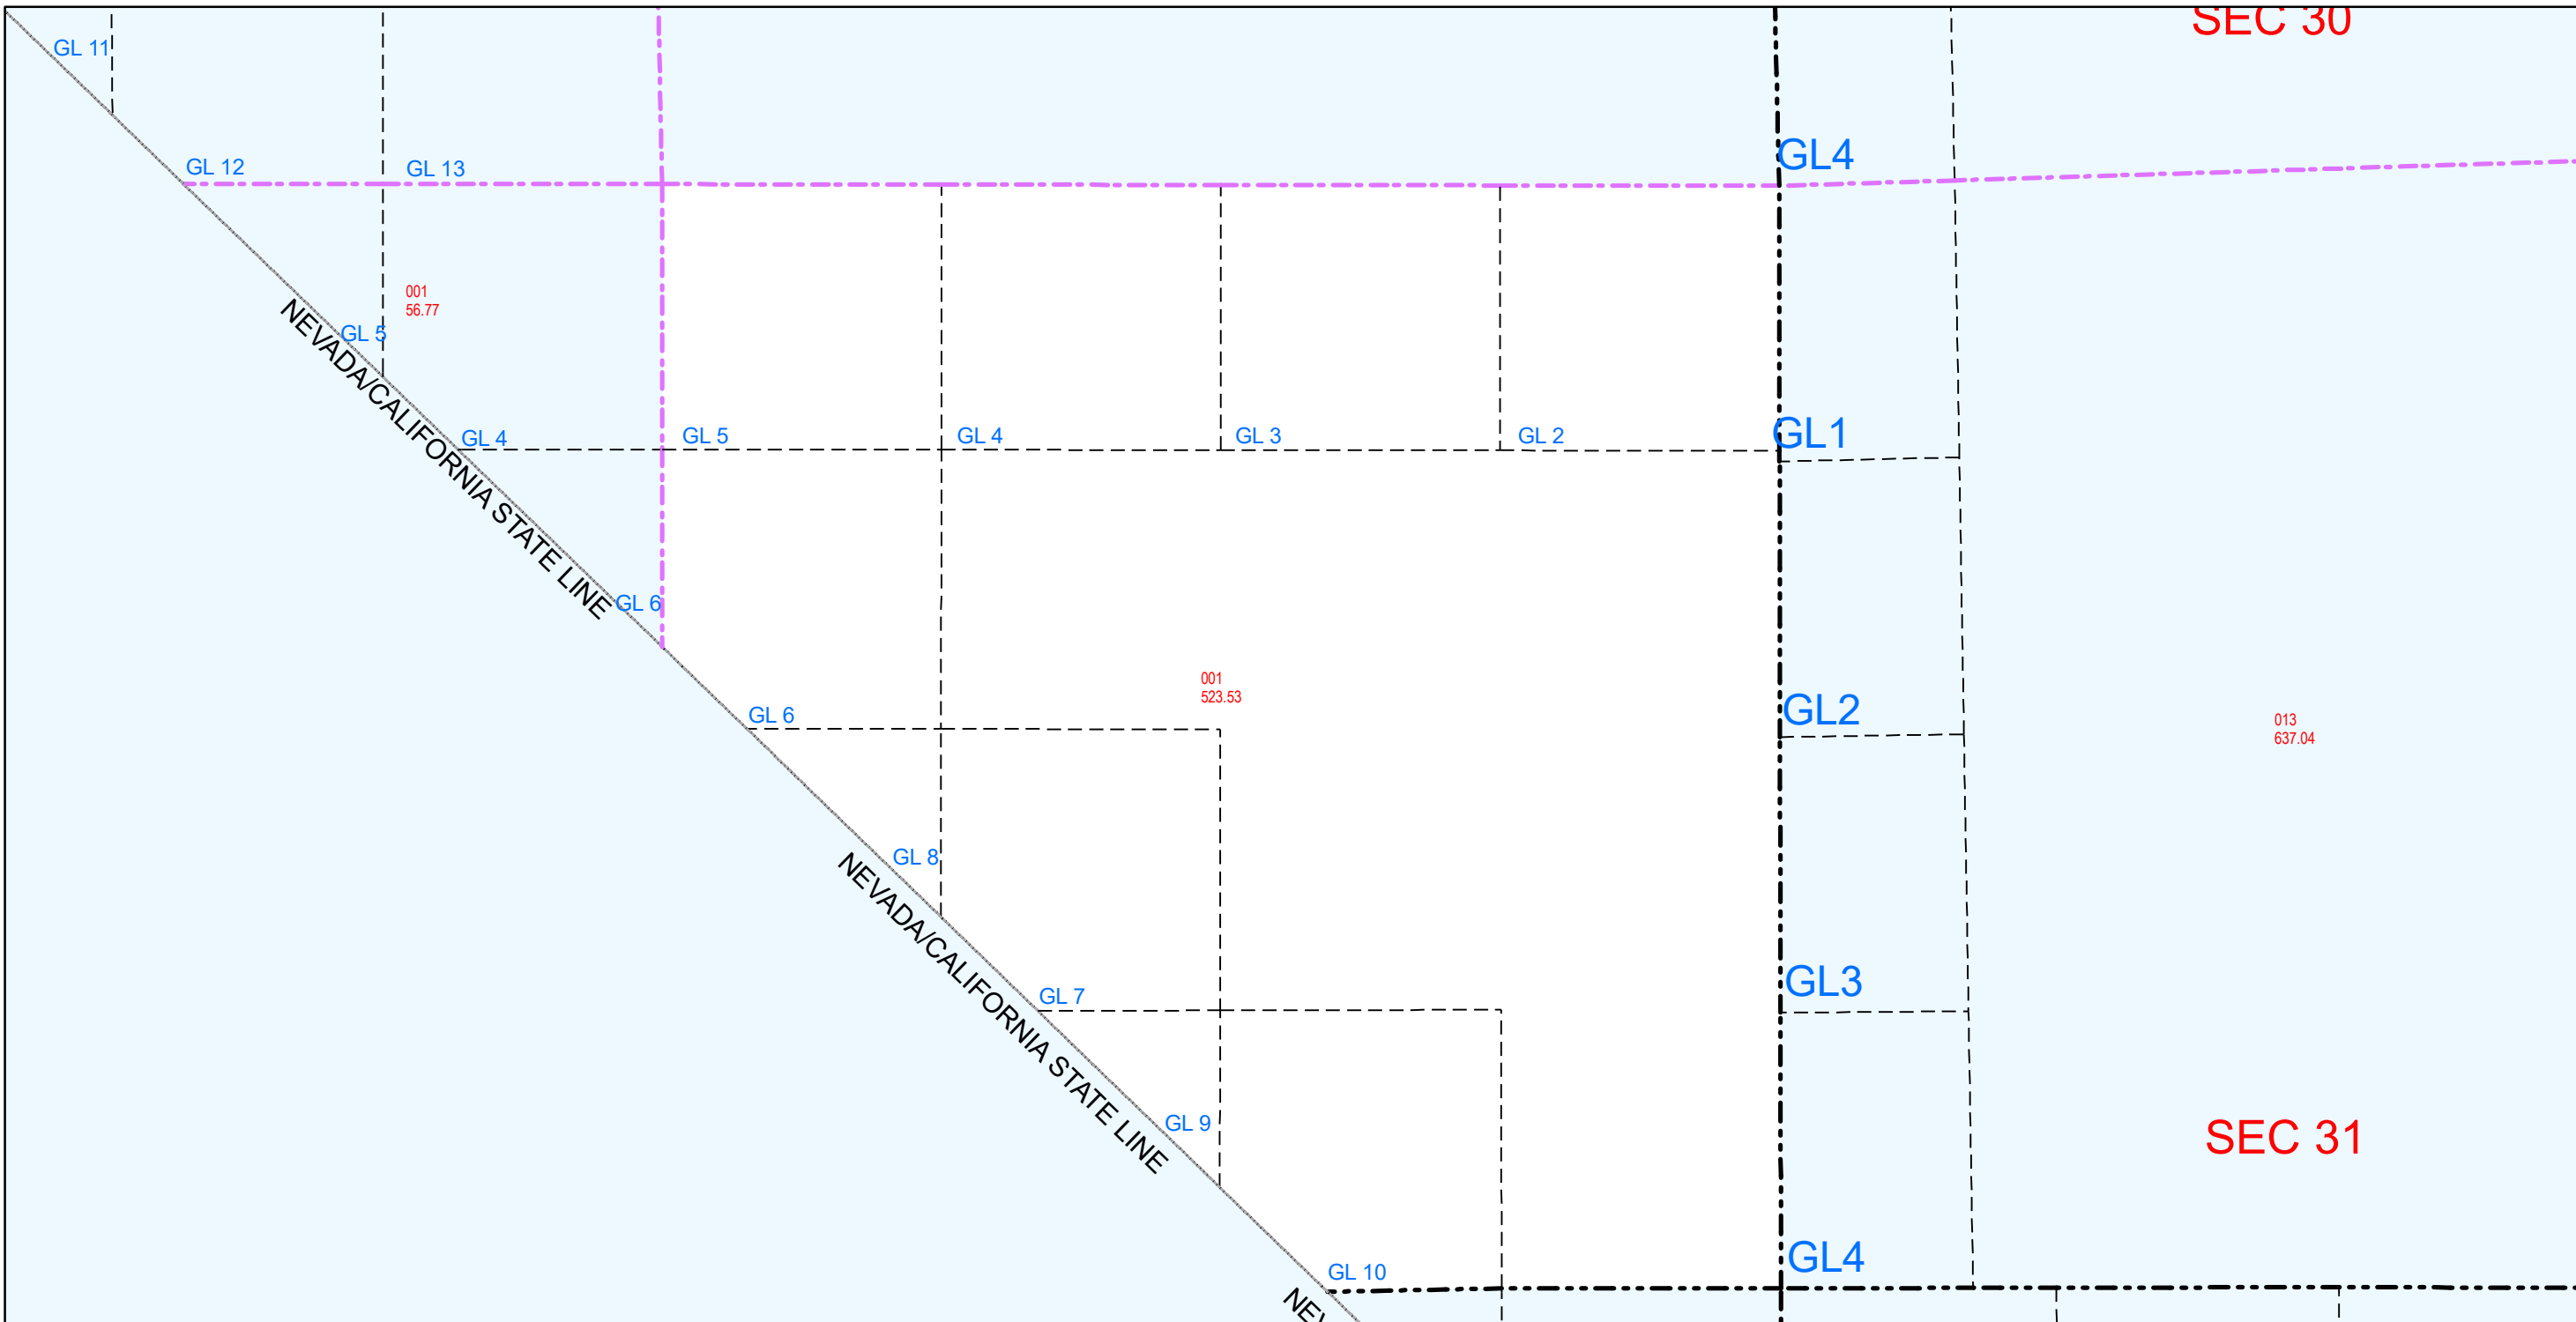 SEC 30
GL 11
GL4
GL 12
GL 13
001
56.77
GL 5
NEVADA/CALIFORNIA STATE LINE
GL 4
GL 5
GL 4
GL 3
GL 2
GL1
GL 6
001
523.53
GL 6
GL2
013
637.04
GL 8
NEVADA/CALIFORNIA STATE LINE
GL 7
GL3
GL 9
SEC 31
GL4
GL 10